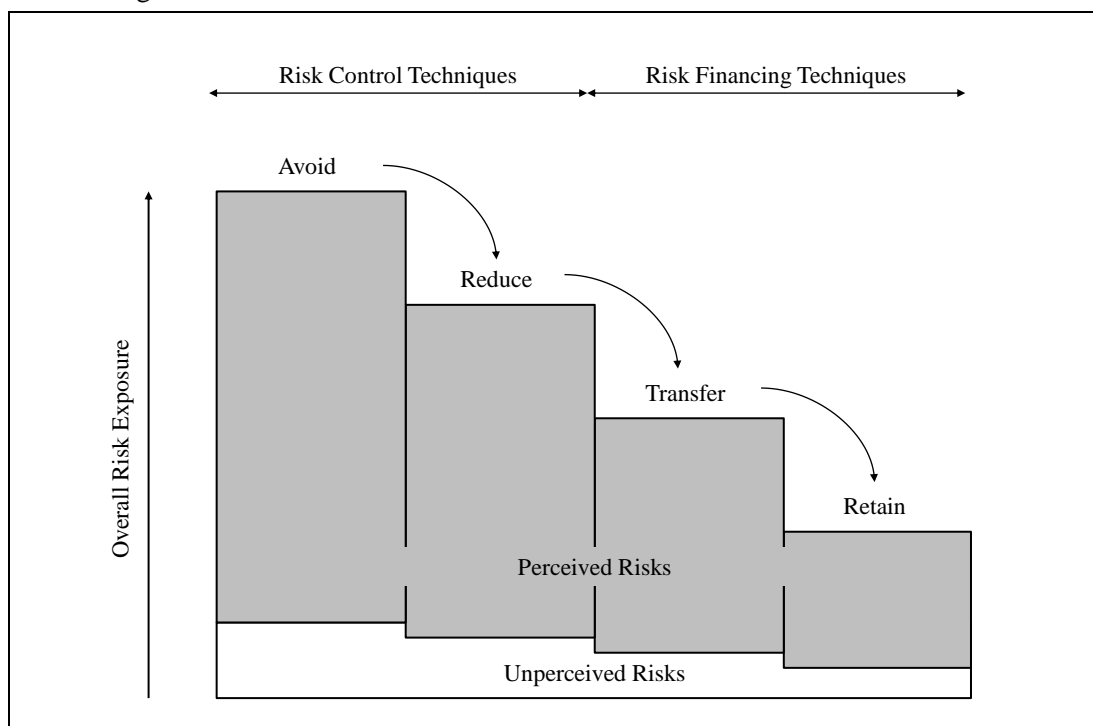 Risk Control Techniques
Risk Financing Techniques
Avoid
Reduce
Transfer
Retain
Overall Risk Exposure
Perceived Risks
Unperceived Risks